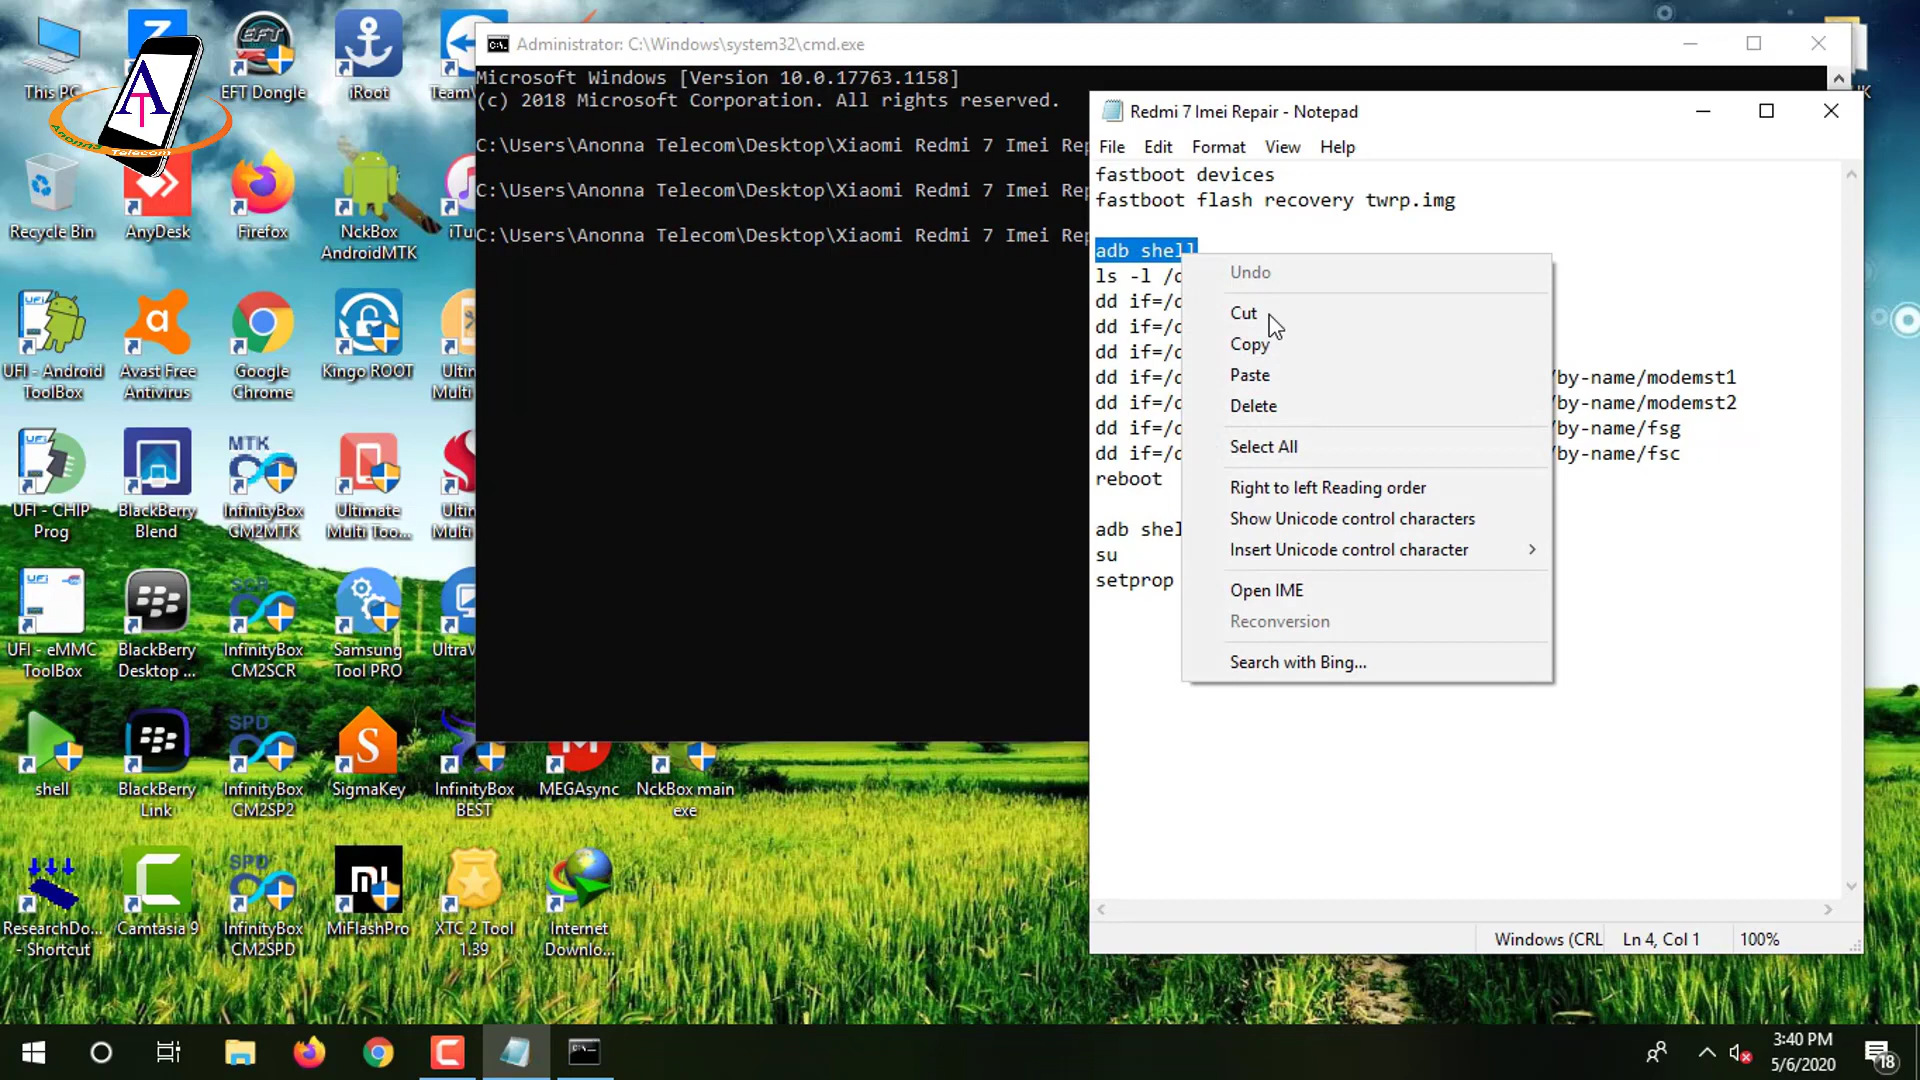 This PC
EFT Dongle
iRoot
Recycle Bin
AnyDesk
Firefox
NckBox
AndroidMTK
UFI - Android
ToolBox
Avast Free
Antivirus
Google
Chrome
Kingo ROOT
UFI - CHIP
Prog
BlackBerry
Blend
InfinityBox
CM2MTK
Ultimate
Multi Too...
UFI - eMMC
ToolBox
BlackBerry
Desktop ...
InfinityBox
CM2SCR
Samsung
Tool PRO
shell
BlackBerry
Link
InfinityBox
CM2SP2
SigmaKey
InfinityBox
BEST
MEGAsync
NckBox main
exe
ResearchDo...
- Shortcut
Camtasia 9
InfinityBox
CM2SPD
MiFlashPro
XTC 2 Tool
1.39
Internet
Downlo...
AT
Anonna Telecom
Administrator: C:\Windows\system32\cmd.exe
Microsoft Windows [Version 10.0.17763.1158]
(c) 2018 Microsoft Corporation. All rights reserved.
C:\Users\Anonna Telecom\Desktop\Xiaomi Redmi 7 Imei Rep
C:\Users\Anonna Telecom\Desktop\Xiaomi Redmi 7 Imei Rep
C:\Users\Anonna Telecom\Desktop\Xiaomi Redmi 7 Imei Rep
Redmi 7 Imei Repair - Notepad
File Edit Format View Help
fastboot devices
fastboot flash recovery twrp.img
adb shell
ls -l /d
dd if=/d
dd if=/d
dd if=/d
dd if=/d /by-name/modemst1
dd if=/d /by-name/modemst2
dd if=/d /by-name/fsg
dd if=/d /by-name/fsc
reboot
adb shel
su
setprop
Undo
Cut
Copy
Paste
Delete
Select All
Right to left Reading order
Show Unicode control characters
Insert Unicode control character
Open IME
Reconversion
Search with Bing...
Windows (CRL Ln 4, Col 1 100%
3:40 PM
5/6/2020
18